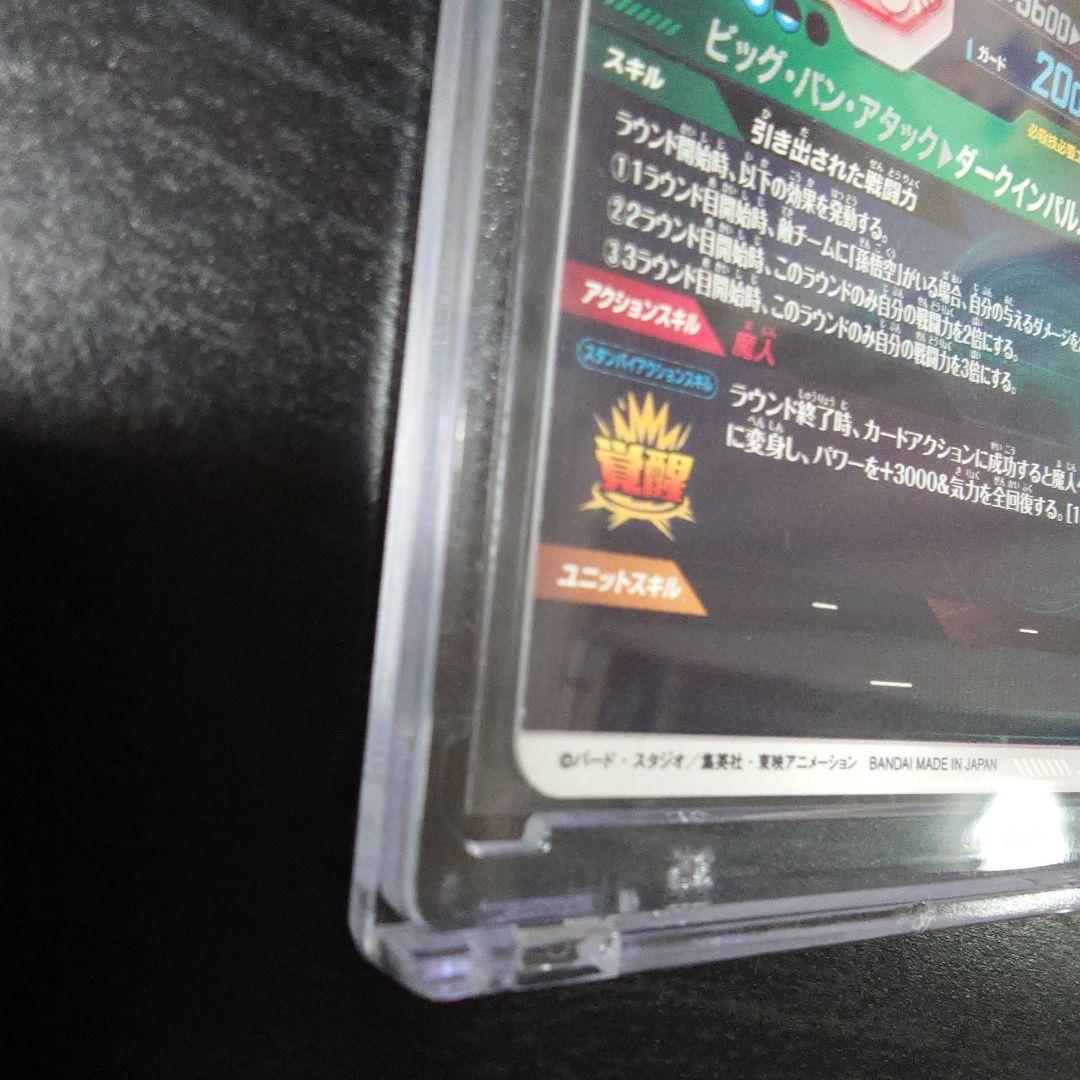 3600▶
ガード 200
必殺技必要
ビッグ・バン・アタック▶ダークインパル
スキル
引き出された戦闘力
ラウンド開始時、以下の効果を発動する。
①1ラウンド目開始時、敵チームに「孫悟空」がいる場合、自分の与えるダメージを
②2ラウンド目開始時、このラウンドのみ自分の戦闘力を2倍にする。
③3ラウンド目開始時、このラウンドのみ自分の戦闘力を3倍にする。
アクションスキル
魔人
スタンバイアクションスキル
覚醒
ラウンド終了時、カードアクションに成功すると魔人
に変身し、パワーを+3000&気力を全回復する。[1
ユニットスキル
©バード・スタジオ／集英社・東映アニメーション BANDAI MADE IN JAPAN